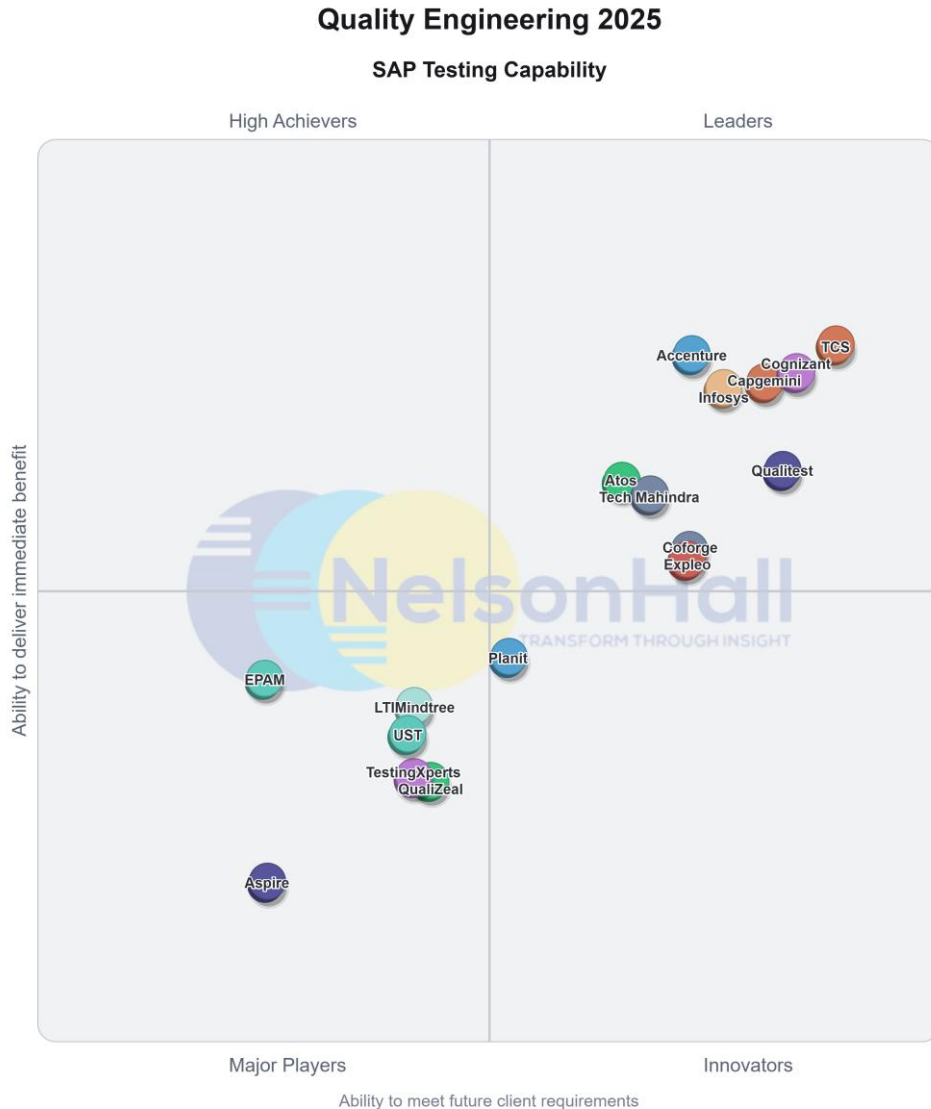 Quality Engineering 2025
SAP Testing Capability
High Achievers
Leaders
TCS
Accenture
Cognizant
Capgemini
Infosys
Qualitest
Atos
Tech Mahindra
Coforge
Expleo
NelsonHall
TRANSFORM THROUGH INSIGHT
Planit
EPAM
LTIMindtree
UST
TestingXperts
QualiZeal
Aspire
Ability to deliver immediate benefit
Major Players
Innovators
Ability to meet future client requirements